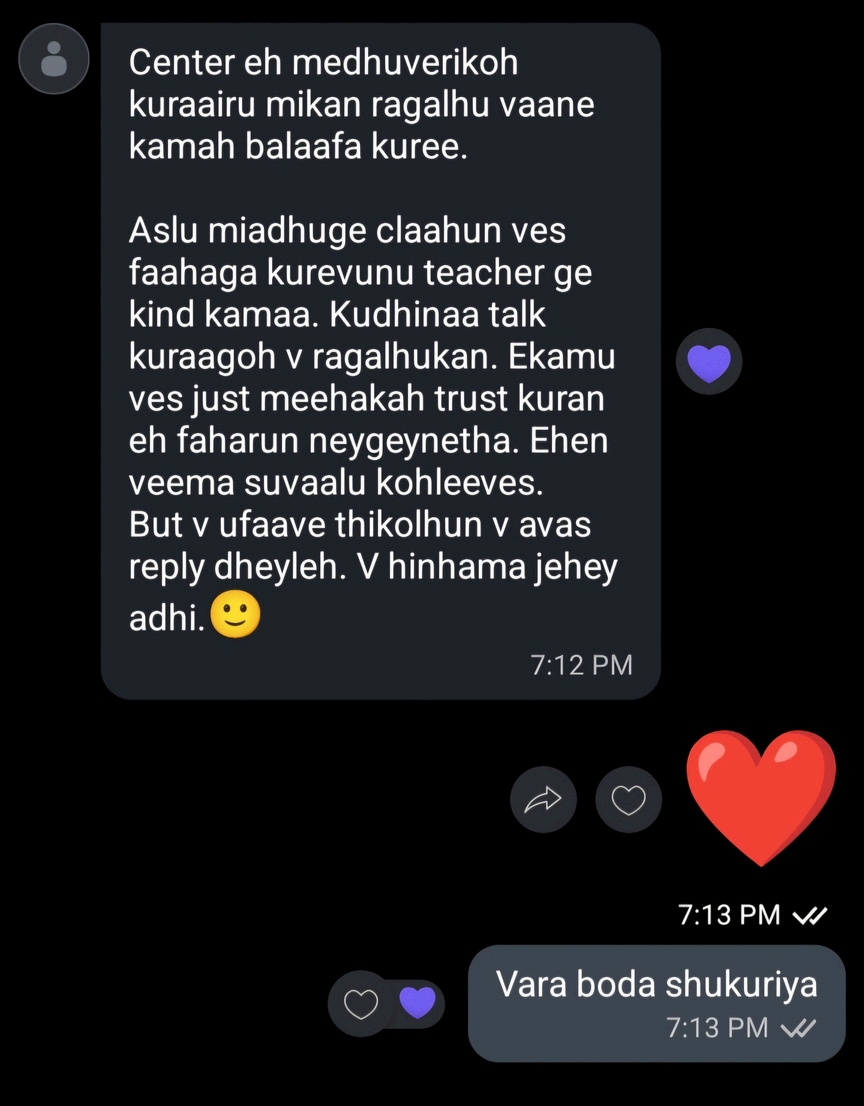 Center eh medhuverikoh
kuraairu mikan ragalhu vaane
kamah balaafa kuree.
Aslu miadhuge claahun ves
faahaga kurevunu teacher ge
kind kamaa. Kudhinaa talk
kuraagoh v ragalhukan. Ekamu
ves just meehakah trust kuran
eh faharun neygeynetha. Ehen
veema suvaalu kohleeves.
But v ufaave thikolhun v avas
reply dheyleh. V hinhama jehey
adhi.🙂
7:12 PM
7:13 PM
Vara boda shukuriya
7:13 PM